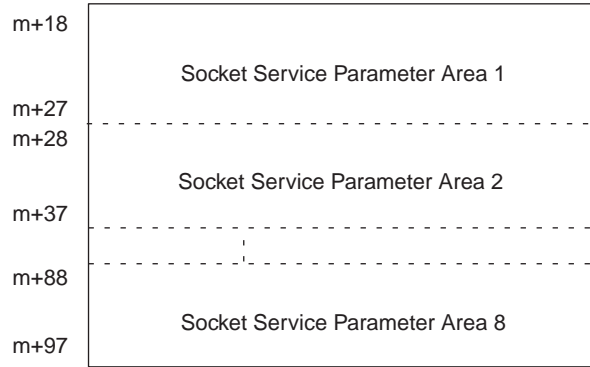 m+18
Socket Service Parameter Area 1
m+27
m+28
Socket Service Parameter Area 2
m+37
m+88
Socket Service Parameter Area 8
m+97